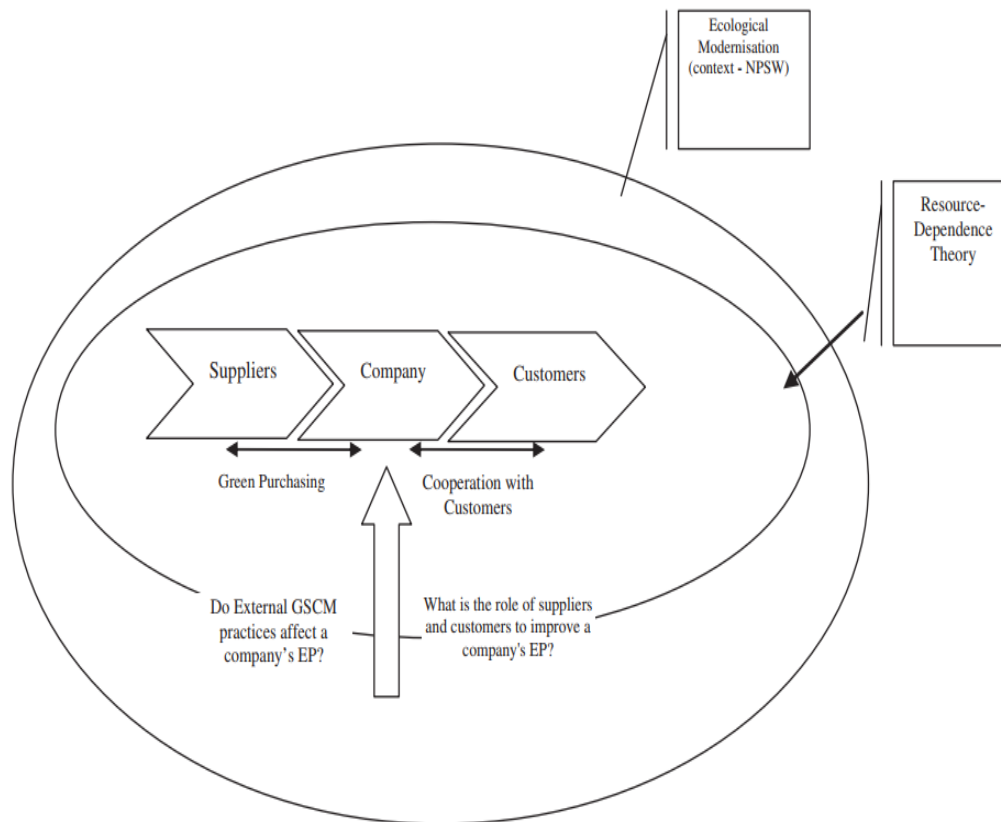 Ecological
Modernisation
(context - NPSW)
Resource-
Dependence
Theory
Suppliers
Company
Customers
Green Purchasing
Cooperation with
Customers
Do External GSCM
practices affect a
company's EP?
What is the role of suppliers
and customers to improve a
company's EP?